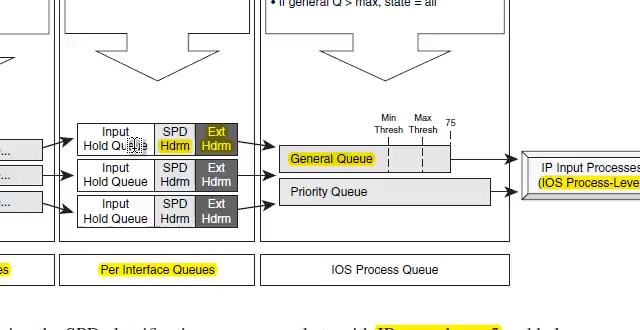 • If general Q > max, state = all
Min Thresh
Max Thresh
75
Input Hold Queue
SPD Hdrm
Ext Hdrm
General Queue
Input Hold Queue
SPD Hdrm
Ext Hdrm
Priority Queue
Input Hold Queue
SPD Hdrm
Ext Hdrm
IP Input Processes
(IOS Process-Leve
Per Interface Queues
IOS Process Queue